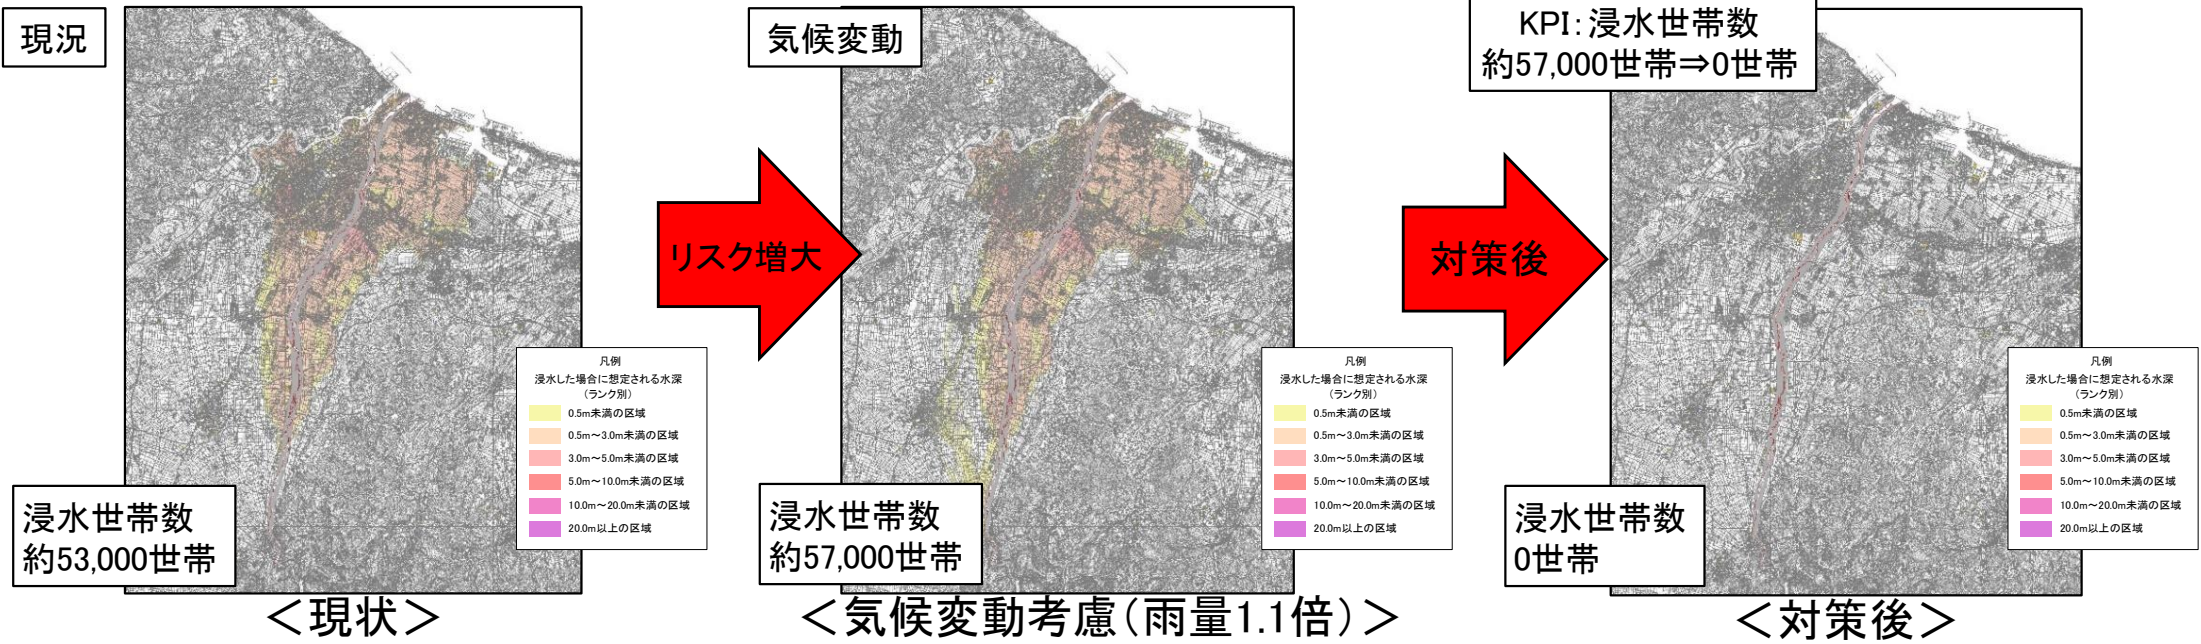 現況
浸水世帯数
約53,000世帯
凡例
浸水した場合に想定される水深
（ランク別）
0.5m未満の区域
0.5m～3.0m未満の区域
3.0m～5.0m未満の区域
5.0m～10.0m未満の区域
10.0m～20.0m未満の区域
20.0m以上の区域
＜現状＞
リスク増大
気候変動
浸水世帯数
約57,000世帯
凡例
浸水した場合に想定される水深
（ランク別）
0.5m未満の区域
0.5m～3.0m未満の区域
3.0m～5.0m未満の区域
5.0m～10.0m未満の区域
10.0m～20.0m未満の区域
20.0m以上の区域
＜気候変動考慮（雨量1.1倍）＞
対策後
KPI：浸水世帯数
約57,000世帯⇒0世帯
浸水世帯数
0世帯
凡例
浸水した場合に想定される水深
（ランク別）
0.5m未満の区域
0.5m～3.0m未満の区域
3.0m～5.0m未満の区域
5.0m～10.0m未満の区域
10.0m～20.0m未満の区域
20.0m以上の区域
＜対策後＞